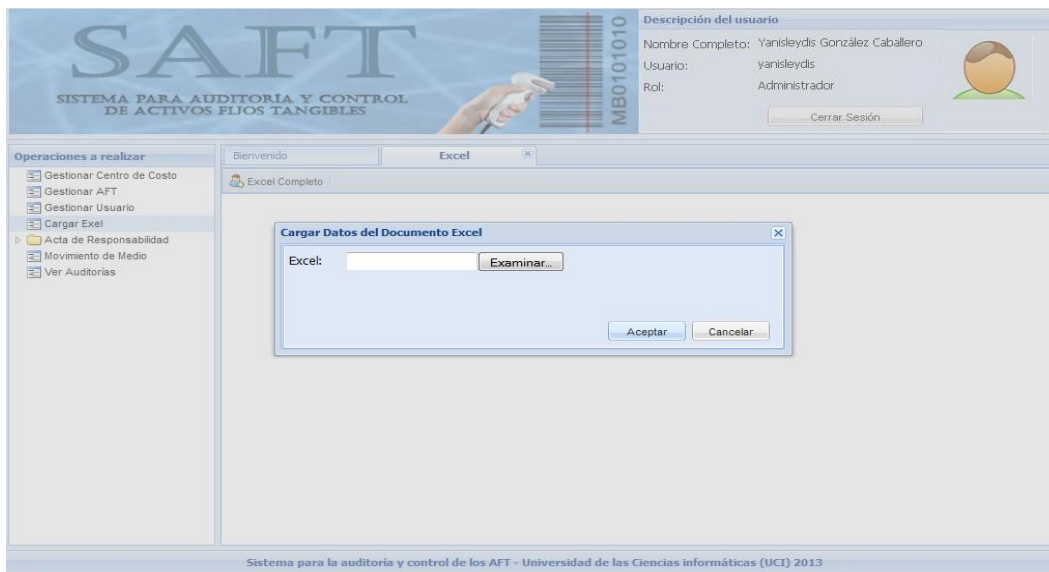 SAFT
SISTEMA PARA AUDITORÍA Y CONTROL
DE ACTIVOS FIJOS TANGIBLES
MB0101010
Descripción del usuario
Nombre Completo: Yanisleydis González Caballero
Usuario: yanisleydis
Rol: Administrador
Cerrar Sesión
Operaciones a realizar
Gestionar Centro de Costo
Gestionar AFT
Gestionar Usuario
Cargar Exel
Acta de Responsabilidad
Movimiento de Medio
Ver Auditorías
Bienvenido
Excel
Excel Completo
Cargar Datos del Documento Excel
Excel: Examinar...
Aceptar Cancelar
Sistema para la auditoría y control de los AFT - Universidad de las Ciencias informáticas (UCI) 2013